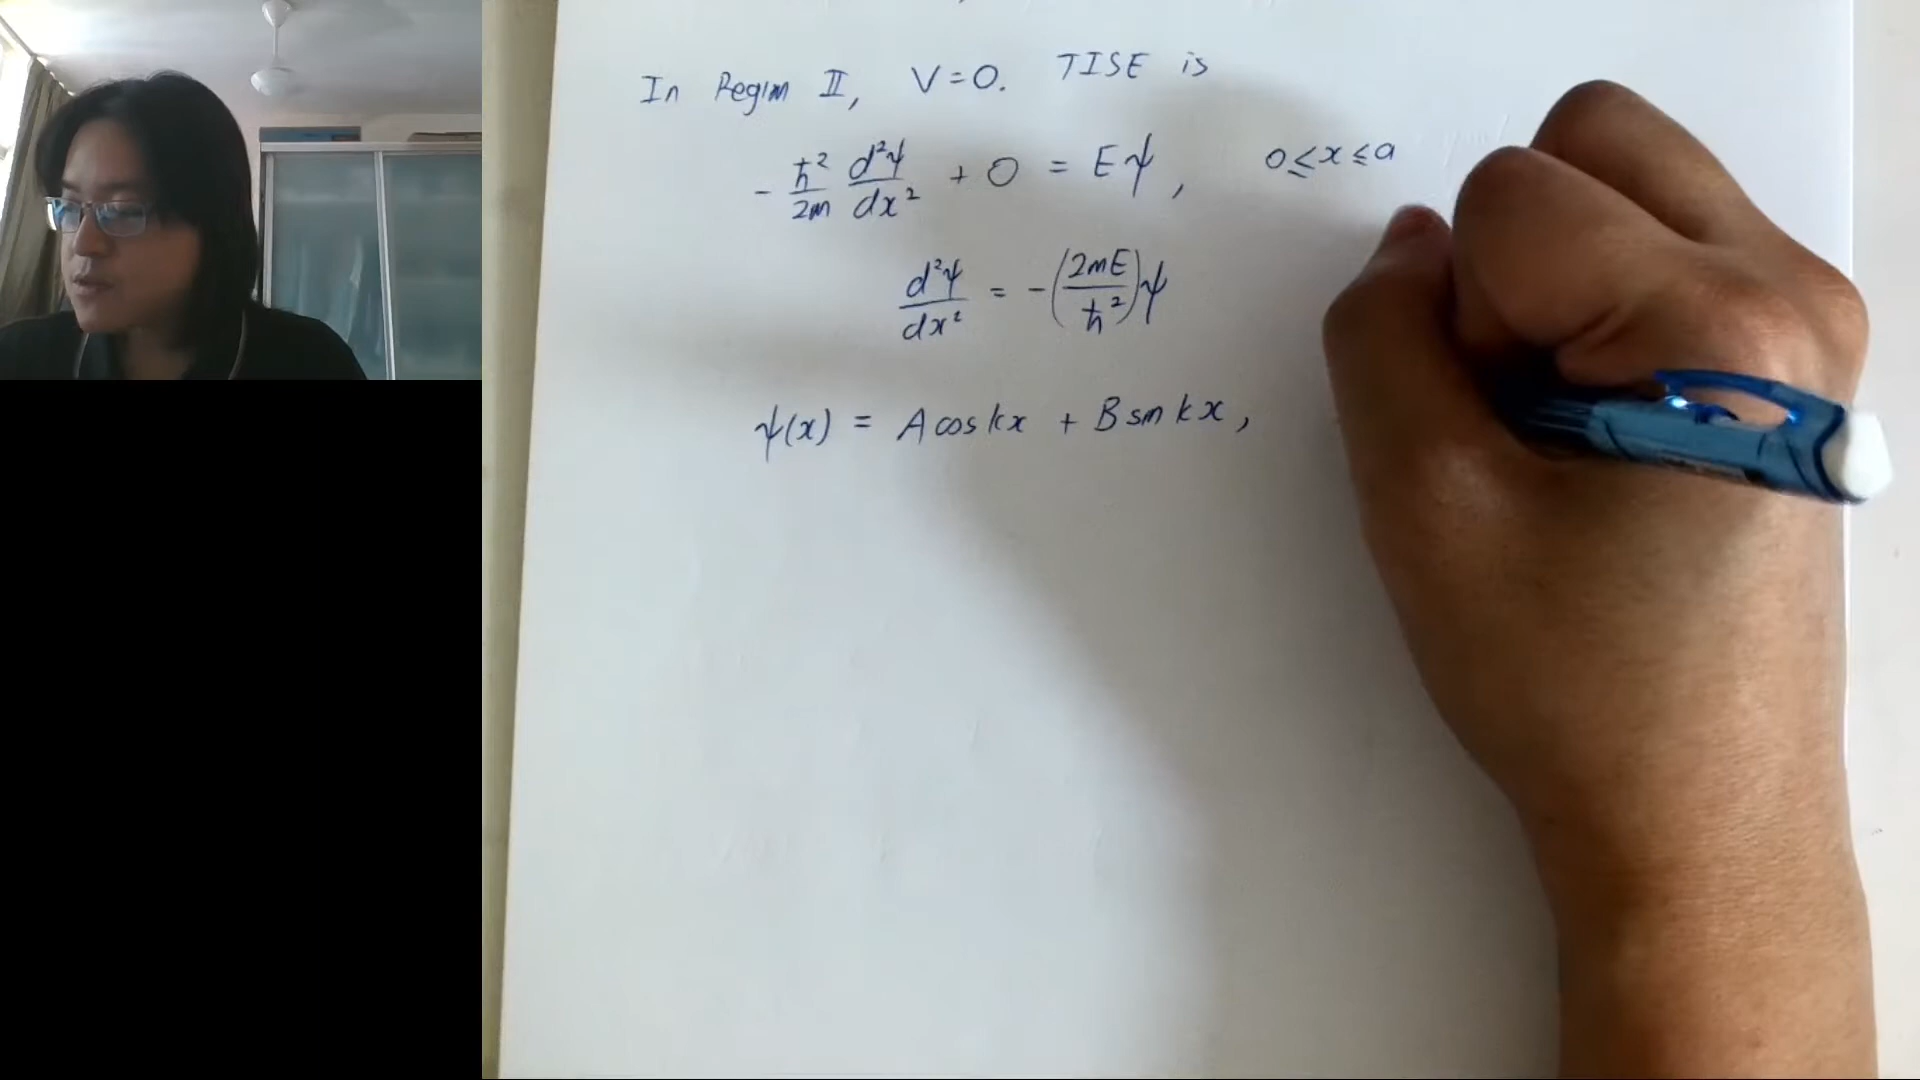 In Region II, V=0. TISE is
- ħ²/2m d²ψ/dx² + 0 = Eψ, 0≤x≤a
d²ψ/dx² = -(2mE/ħ²)ψ
ψ(x) = A cos kx + B sin kx,